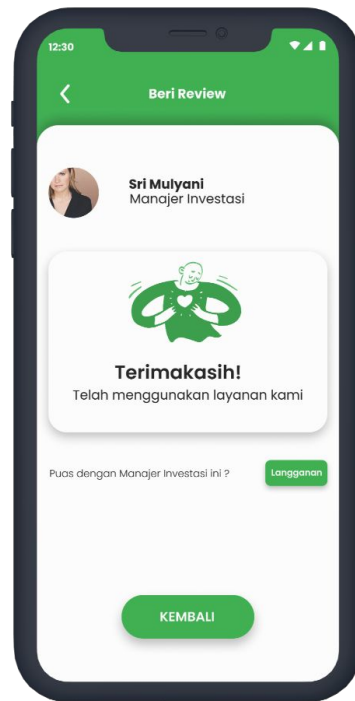 12:30
Beri Review
Sri Mulyani
Manajer Investasi
Terimakasih!
Telah menggunakan layanan kami
Puas dengan Manajer Investasi ini ?
Langganan
KEMBALI